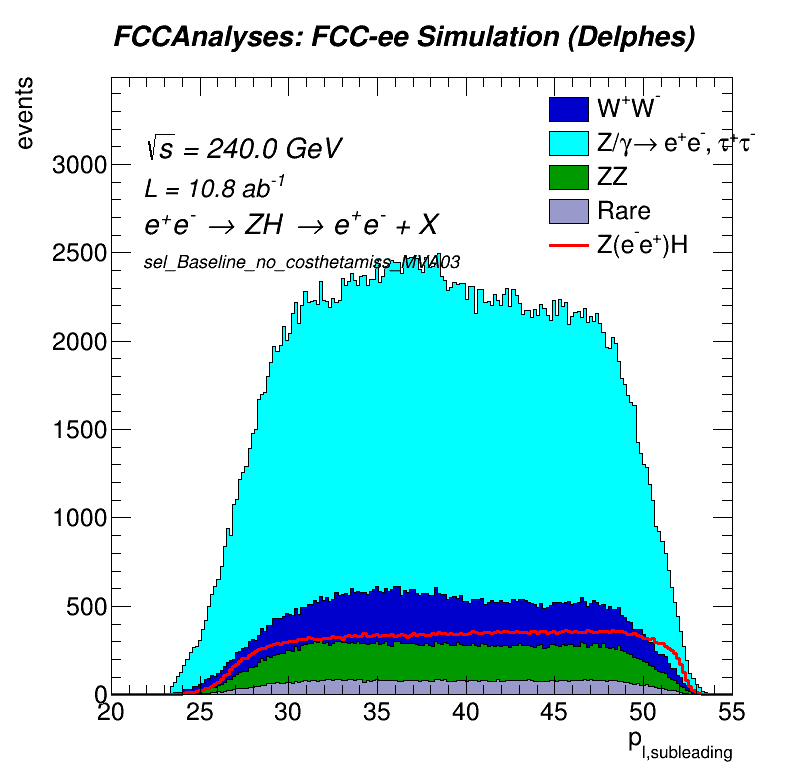 FCCAnalyses: FCC-ee Simulation (Delphes)
events
√s = 240.0 GeV
L = 10.8 ab⁻¹
e⁺e⁻ → ZH → e⁺e⁻ + X
sel_Baseline_no_costhetamiss_MVA03
W⁺W⁻
Z/γ→ e⁺e⁻, τ⁺τ⁻
ZZ
Rare
Z(e⁻e⁺)H
3000
2500
2000
1500
1000
500
0
20 25 30 35 40 45 50 55
p_l,subleading